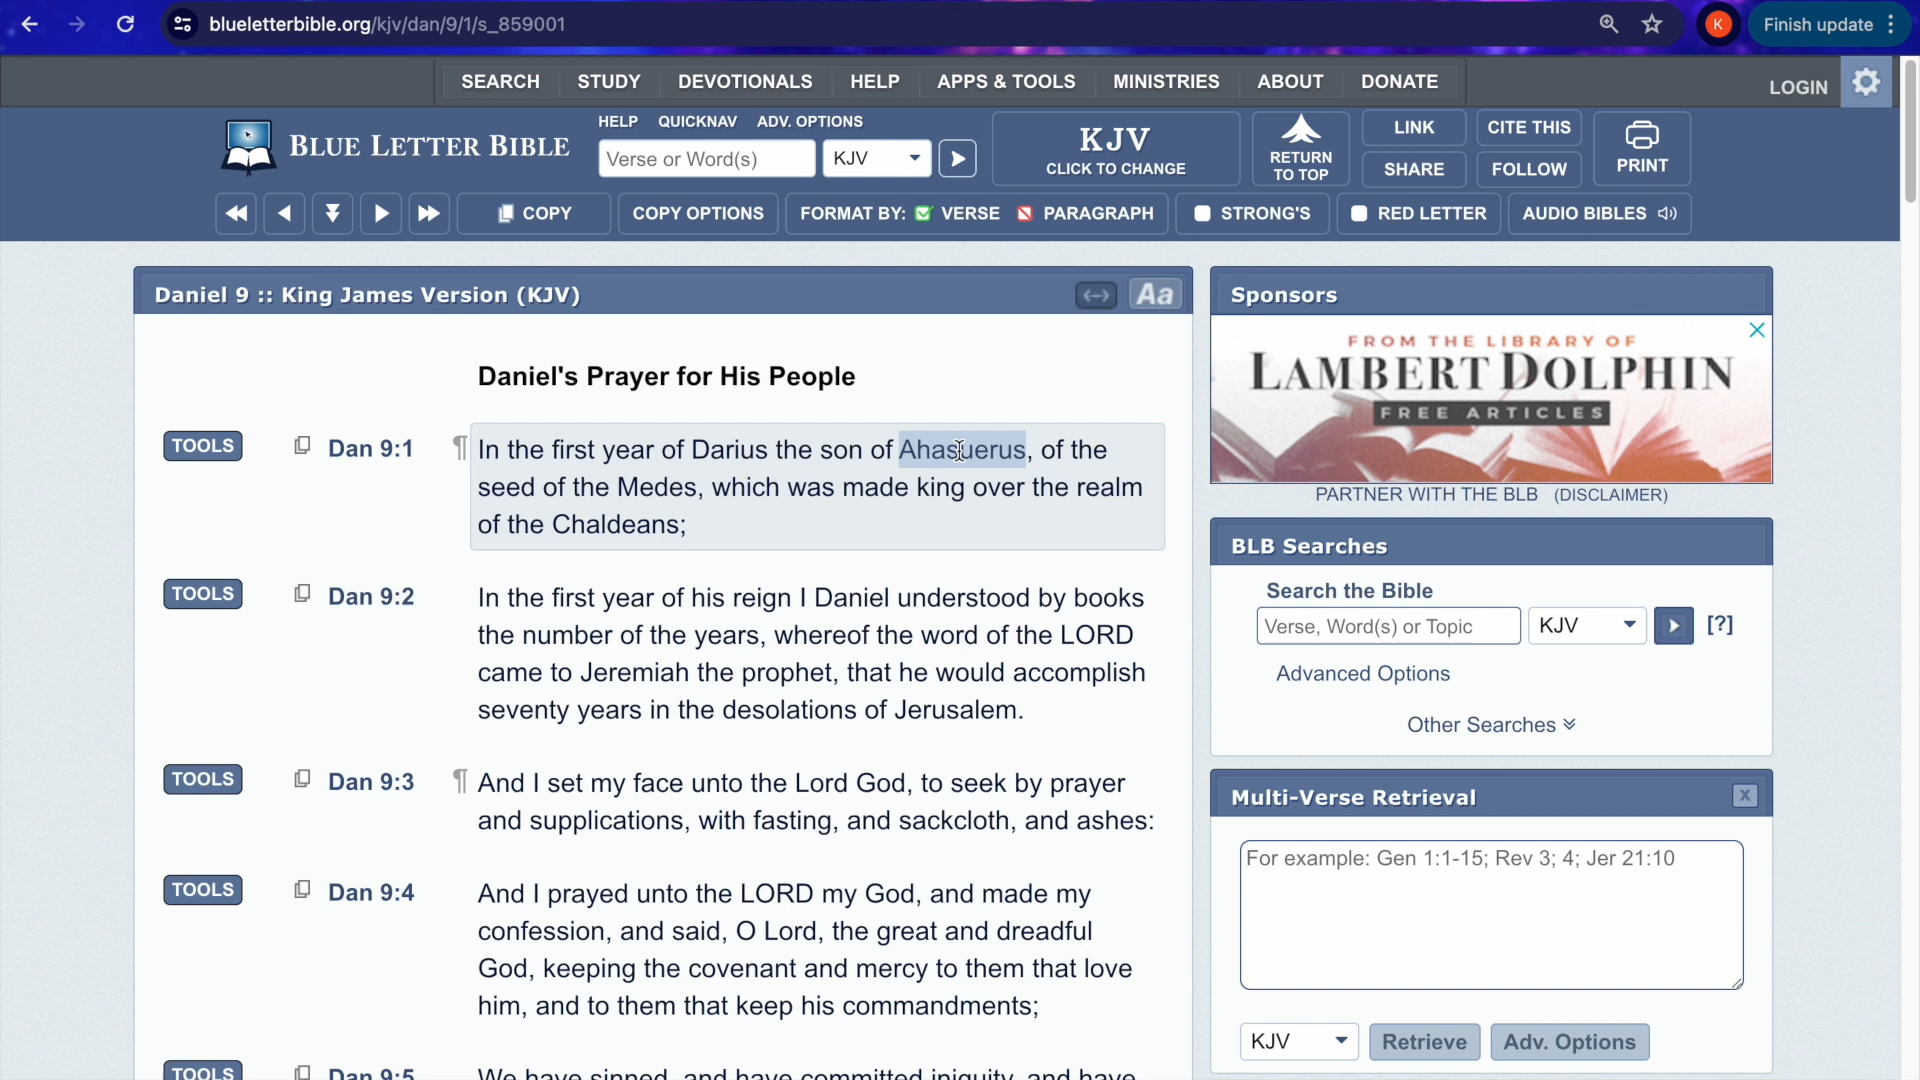 blueletterbible.org/kjv/dan/9/1/s_859001
K
Finish update
SEARCH STUDY DEVOTIONALS HELP APPS & TOOLS MINISTRIES ABOUT DONATE
LOGIN
BLUE LETTER BIBLE
HELP QUICKNAV ADV. OPTIONS
Verse or Word(s)
KJV
KJV
CLICK TO CHANGE
RETURN
TO TOP
LINK
CITE THIS
SHARE
FOLLOW
PRINT
COPY
COPY OPTIONS
FORMAT BY: VERSE PARAGRAPH
STRONG'S
RED LETTER
AUDIO BIBLES
Daniel 9 :: King James Version (KJV)
Aa
Daniel's Prayer for His People
TOOLS Dan 9:1 ¶ In the first year of Darius the son of Ahasuerus, of the
seed of the Medes, which was made king over the realm
of the Chaldeans;
TOOLS Dan 9:2 In the first year of his reign I Daniel understood by books
the number of the years, whereof the word of the LORD
came to Jeremiah the prophet, that he would accomplish
seventy years in the desolations of Jerusalem.
TOOLS Dan 9:3 ¶ And I set my face unto the Lord God, to seek by prayer
and supplications, with fasting, and sackcloth, and ashes:
TOOLS Dan 9:4 And I prayed unto the LORD my God, and made my
confession, and said, O Lord, the great and dreadful
God, keeping the covenant and mercy to them that love
him, and to them that keep his commandments;
TOOLS Dan 9:5 We have sinned, and have committed iniquity, and have
Sponsors
FROM THE LIBRARY OF
LAMBERT DOLPHIN
FREE ARTICLES
PARTNER WITH THE BLB (DISCLAIMER)
BLB Searches
Search the Bible
Verse, Word(s) or Topic
KJV
[?]
Advanced Options
Other Searches
Multi-Verse Retrieval
X
For example: Gen 1:1-15; Rev 3; 4; Jer 21:10
KJV
Retrieve
Adv. Options